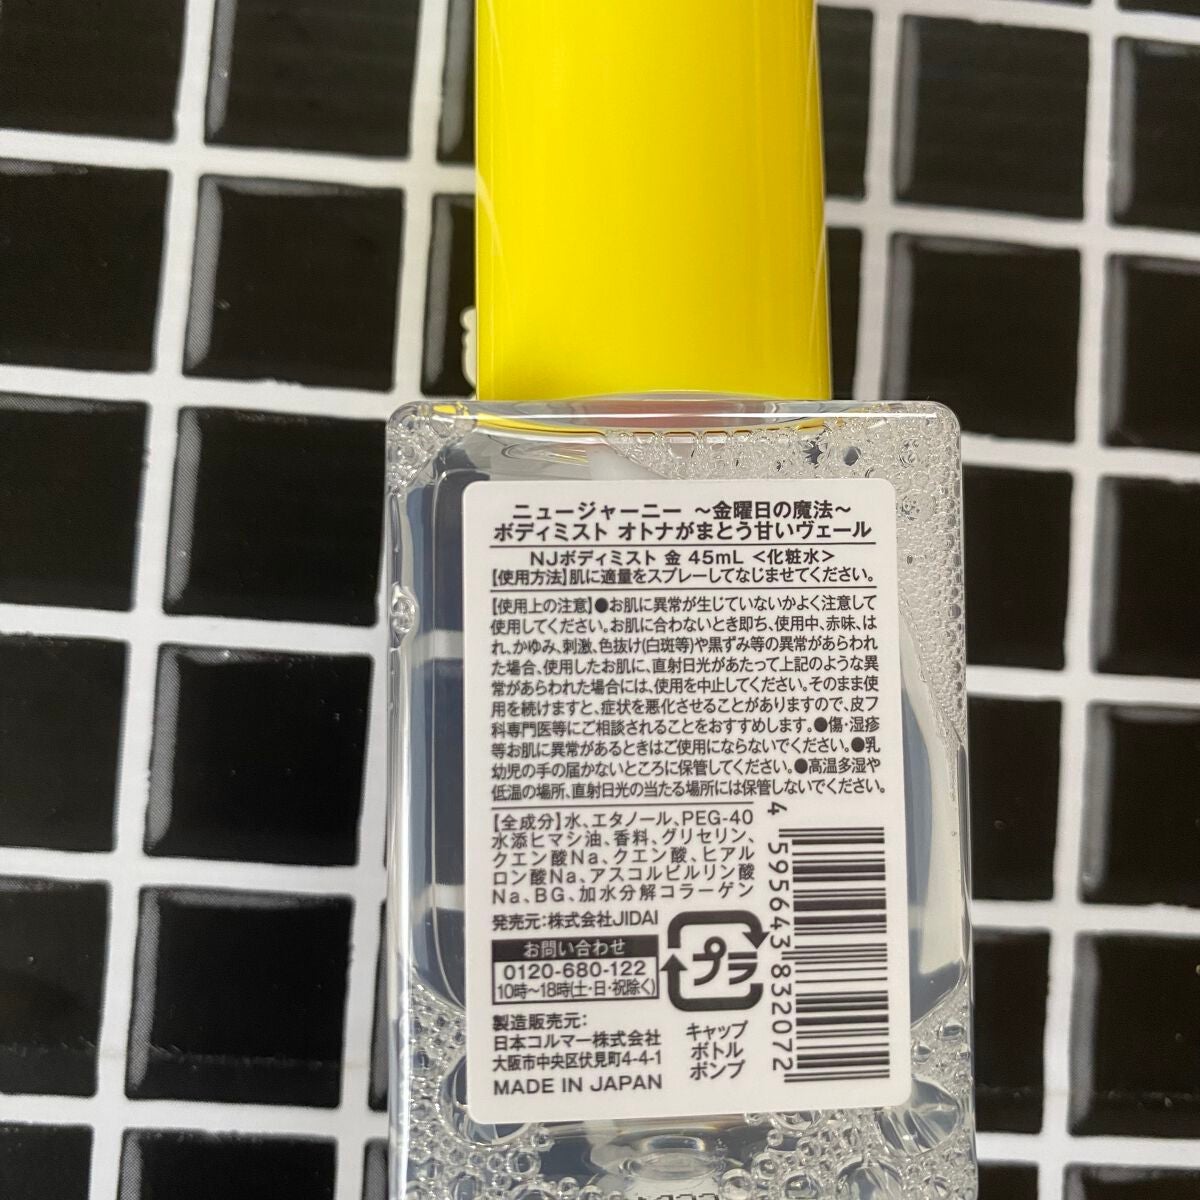 ニュージャーニー 〜金曜日の魔法〜
ボディミスト オトナがまとう甘いヴェール
NJボディミスト 金 45mL <化粧水>
【使用方法】肌に適量をスプレーしてなじませてください。
【使用上の注意】●お肌に異常が生じていないかよく注意して
使用してください。お肌に合わないとき即ち、使用中、赤味、は
れ、かゆみ、刺激、色抜け(白斑等)や黒ずみ等の異常があらわれ
た場合、使用したお肌に、直射日光があたって上記のような異
常があらわれた場合には、使用を中止してください。そのまま使
用を続けますと、症状を悪化させることがありますので、皮フ
科専門医等にご相談されることをおすすめします。●傷・湿疹
等お肌に異常があるときはご使用にならないでください。●乳
幼児の手の届かないところに保管してください。●高温多湿や
低温の場所、直射日光の当たる場所には保管しないでください。
【全成分】水、エタノール、PEG-40
水添ヒマシ油、香料、グリセリン、
クエン酸Na、クエン酸、ヒアル
ロン酸Na、アスコルビルリン酸
Na、BG、加水分解コラーゲン
発売元:株式会社JIDAI
お問い合わせ
0120-680-122
10時〜18時(土・日・祝除く)
製造販売元:
日本コルマー株式会社
大阪市中央区伏見町4-4-1
MADE IN JAPAN
プラ
キャップ
ボトル
ポンプ
4 595643 832072